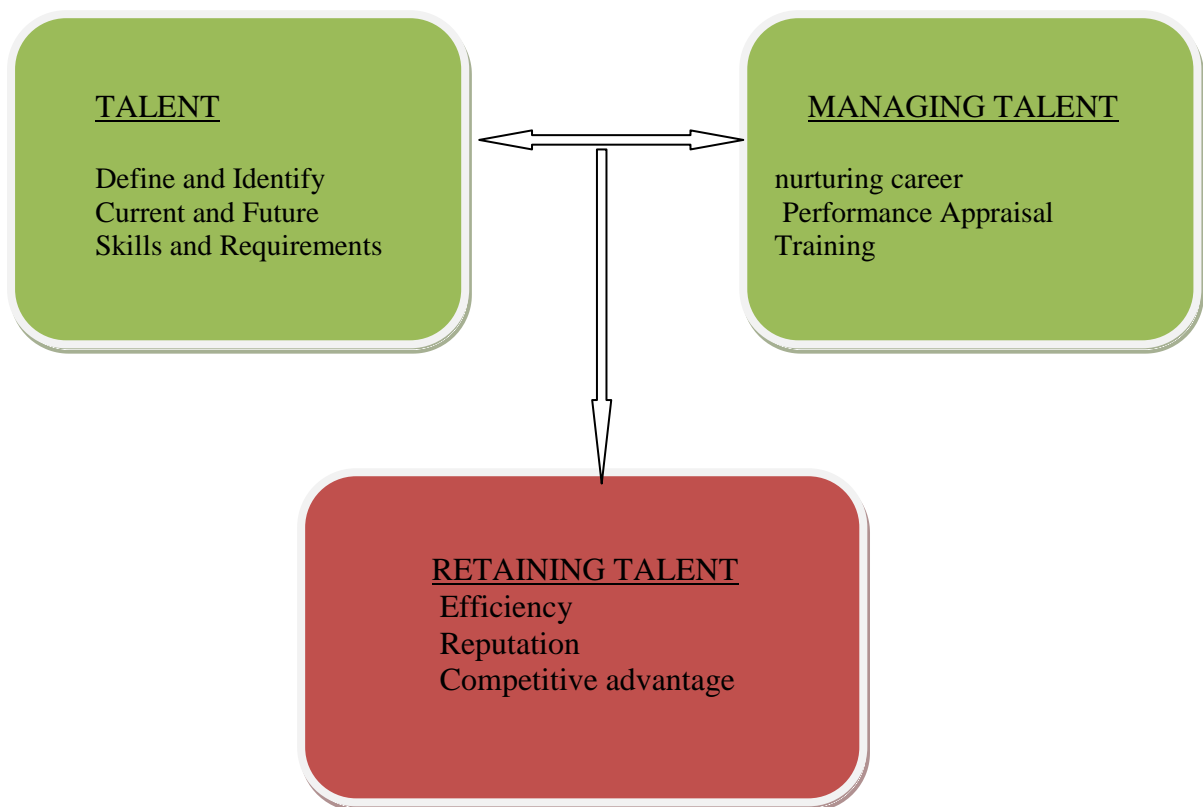 TALENT
Define and Identify
Current and Future
Skills and Requirements
MANAGING TALENT
nurturing career
Performance Appraisal
Training
RETAINING TALENT
Efficiency
Reputation
Competitive advantage